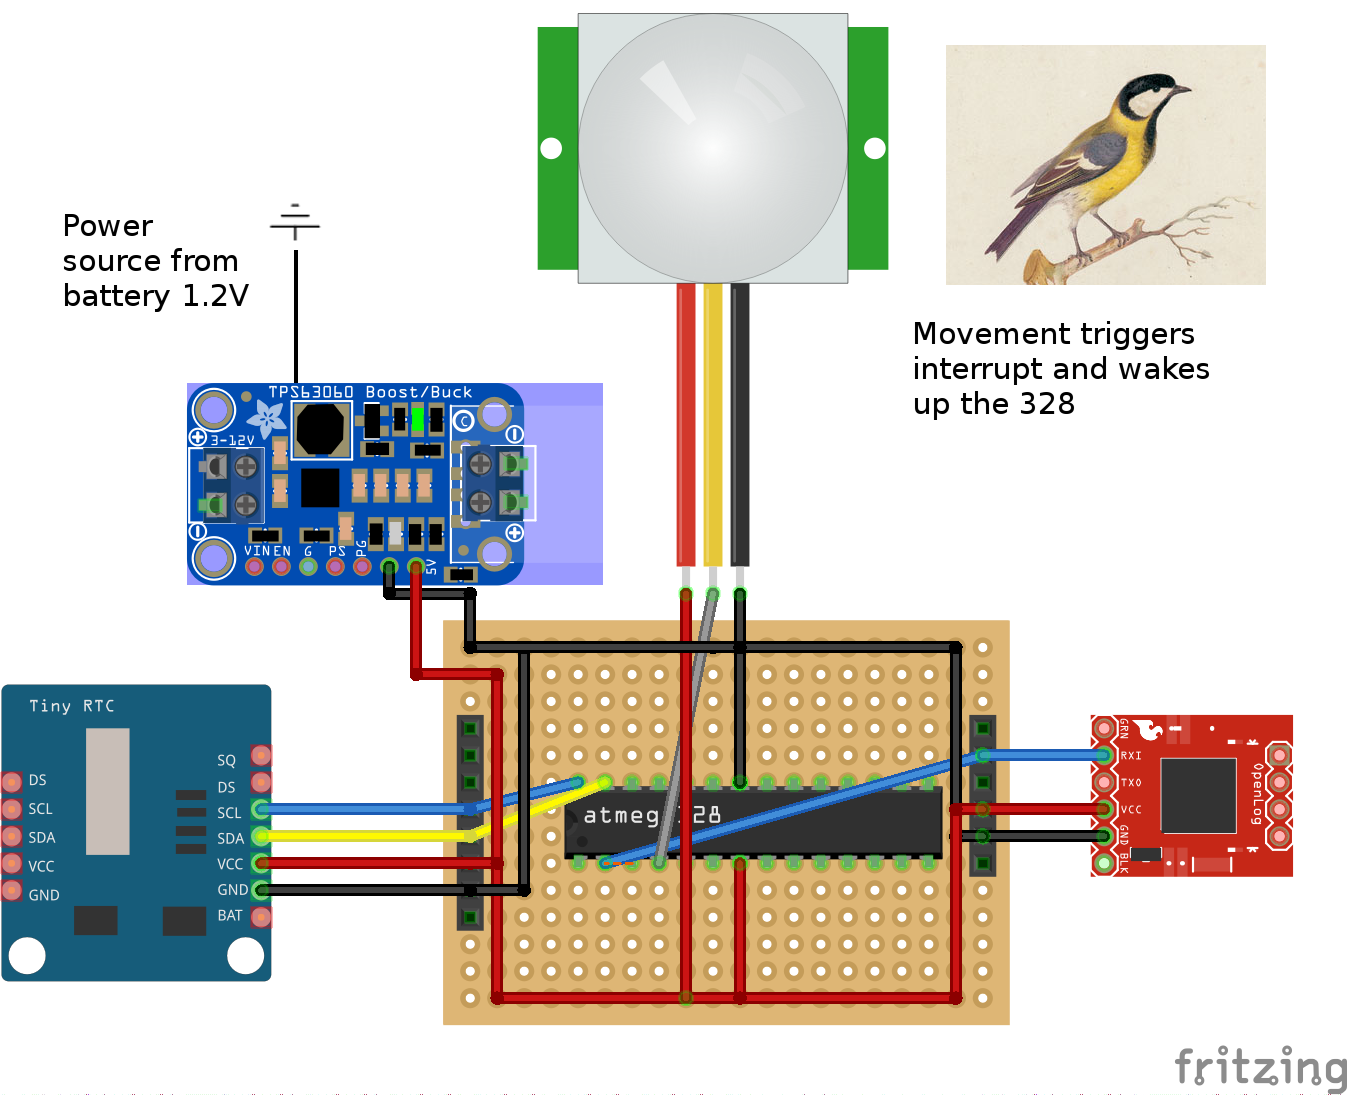 Power
source from
battery 1.2V
Movement triggers
interrupt and wakes
up the 328
TPS63060 Boost/Buck
C
3-12V
VIN EN G PS PG 5V
Tiny RTC
SQ
DS
DS
SCL
SCL
SDA
SDA
VCC
VCC
GND
GND
BAT
atmeg 328
GRN
RXI
TXO
VCC
GND
BLK
OpenLog
fritzing